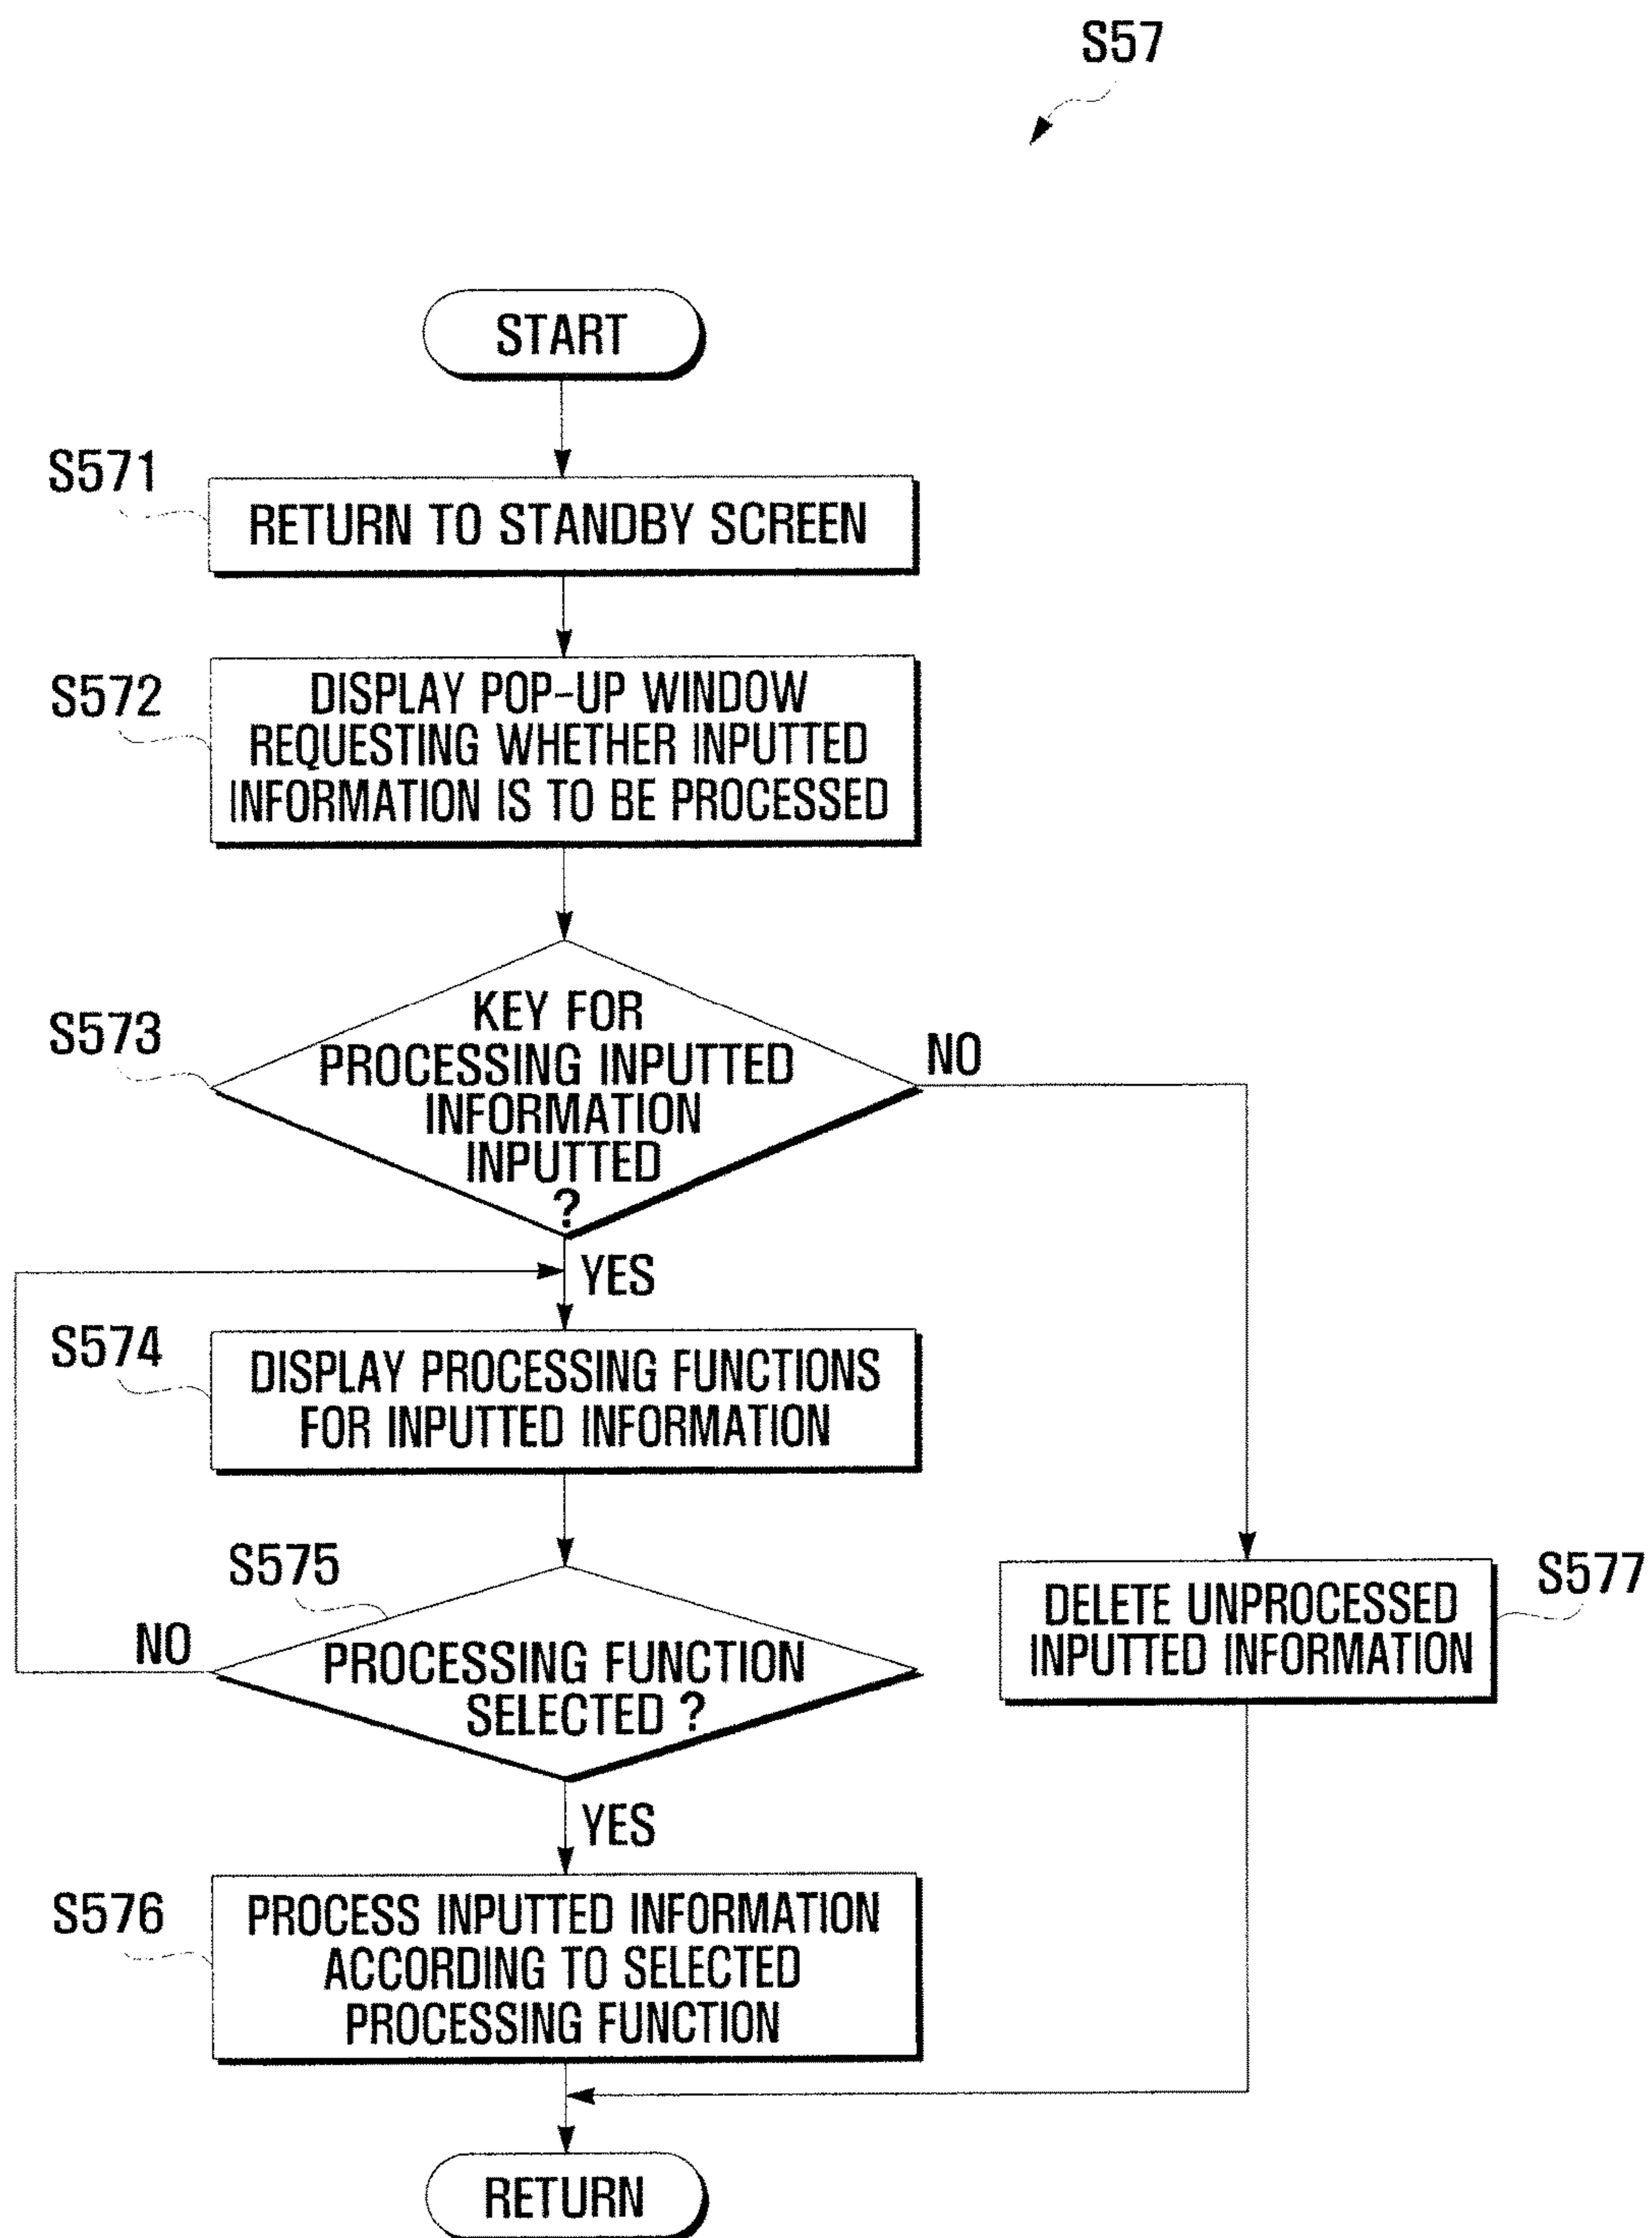 S57
START
S571
RETURN TO STANDBY SCREEN
S572
DISPLAY POP-UP WINDOW
REQUESTING WHETHER INPUTTED
INFORMATION IS TO BE PROCESSED
S573
KEY FOR
PROCESSING INPUTTED
INFORMATION
INPUTTED
?
NO
YES
S574
DISPLAY PROCESSING FUNCTIONS
FOR INPUTTED INFORMATION
S575
NO
PROCESSING FUNCTION
SELECTED ?
S577
DELETE UNPROCESSED
INPUTTED INFORMATION
YES
S576
PROCESS INPUTTED INFORMATION
ACCORDING TO SELECTED
PROCESSING FUNCTION
RETURN